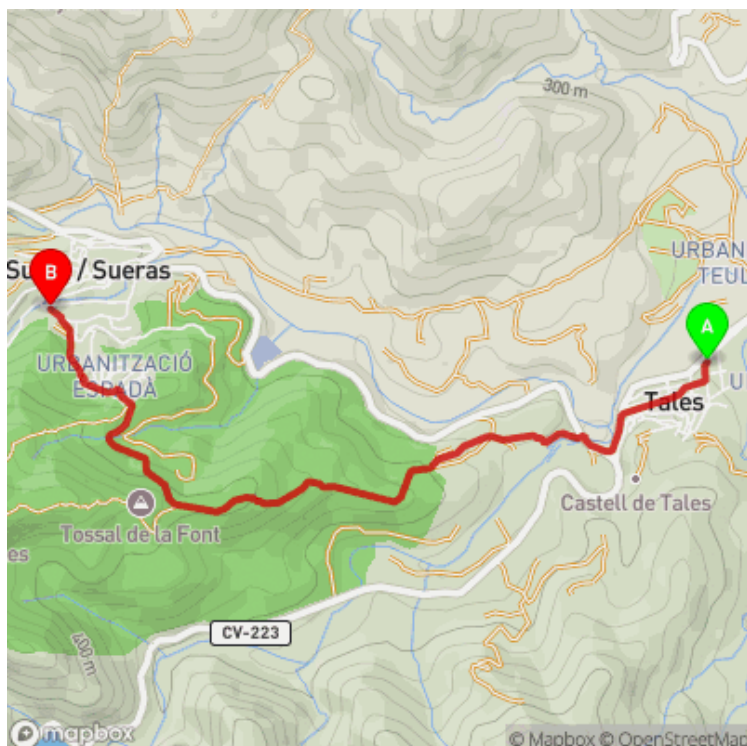 300 m
B
Su / Sueras
URBAN
TEUL
A
URBANITZACIÓ
ESPADÀ
U
Tales
Castell de Tales
Tossal de la Font
es
CV-223
400 m
mapbox
© Mapbox © OpenStreetMap